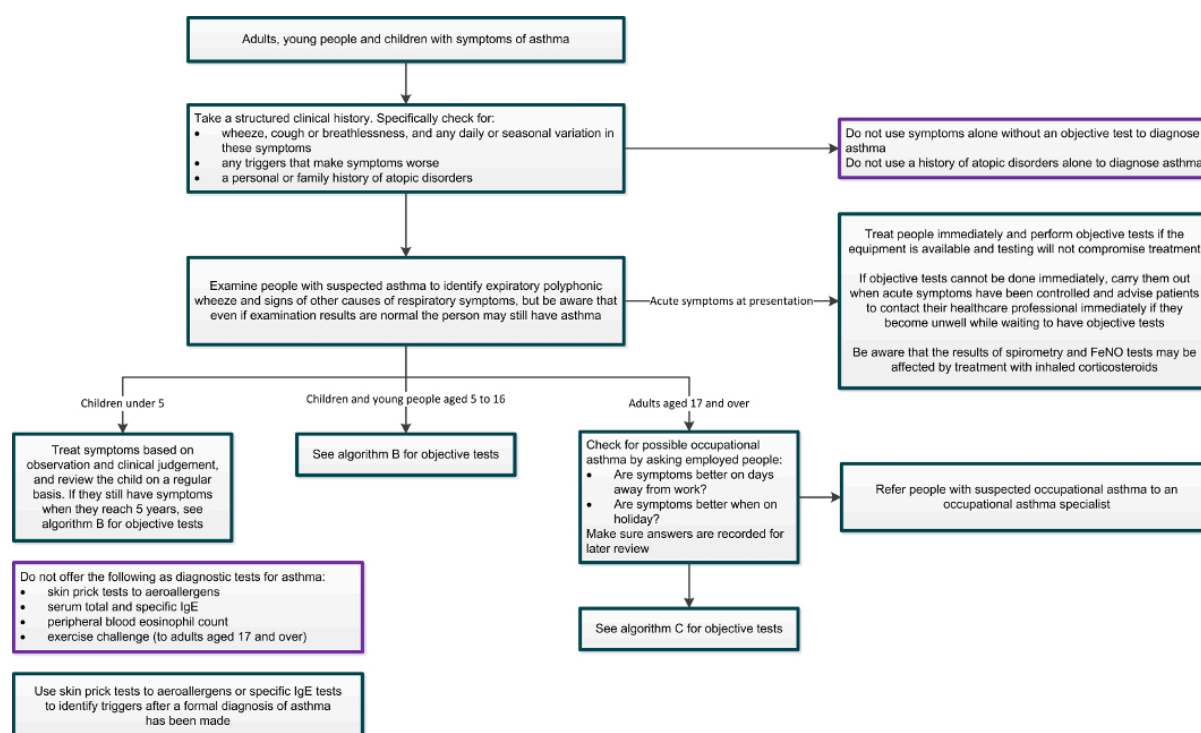 Adults, young people and children with symptoms of asthma
Take a structured clinical history. Specifically check for:
• wheeze, cough or breathlessness, and any daily or seasonal variation in
these symptoms
• any triggers that make symptoms worse
• a personal or family history of atopic disorders
Do not use symptoms alone without an objective test to diagnose
asthma
Do not use a history of atopic disorders alone to diagnose asthma
Examine people with suspected asthma to identify expiratory polyphonic
wheeze and signs of other causes of respiratory symptoms, but be aware that
even if examination results are normal the person may still have asthma
Acute symptoms at presentation
Treat people immediately and perform objective tests if the
equipment is available and testing will not compromise treatment
If objective tests cannot be done immediately, carry them out
when acute symptoms have been controlled and advise patients
to contact their healthcare professional immediately if they
become unwell while waiting to have objective tests
Be aware that the results of spirometry and FeNO tests may be
affected by treatment with inhaled corticosteroids
Children under 5
Children and young people aged 5 to 16
Adults aged 17 and over
Treat symptoms based on
observation and clinical judgement,
and review the child on a regular
basis. If they still have symptoms
when they reach 5 years, see
algorithm B for objective tests
See algorithm B for objective tests
Check for possible occupational
asthma by asking employed people:
• Are symptoms better on days
away from work?
• Are symptoms better when on
holiday?
Make sure answers are recorded for
later review
Refer people with suspected occupational asthma to an
occupational asthma specialist
Do not offer the following as diagnostic tests for asthma:
• skin prick tests to aeroallergens
• serum total and specific IgE
• peripheral blood eosinophil count
• exercise challenge (to adults aged 17 and over)
See algorithm C for objective tests
Use skin prick tests to aeroallergens or specific IgE tests
to identify triggers after a formal diagnosis of asthma
has been made